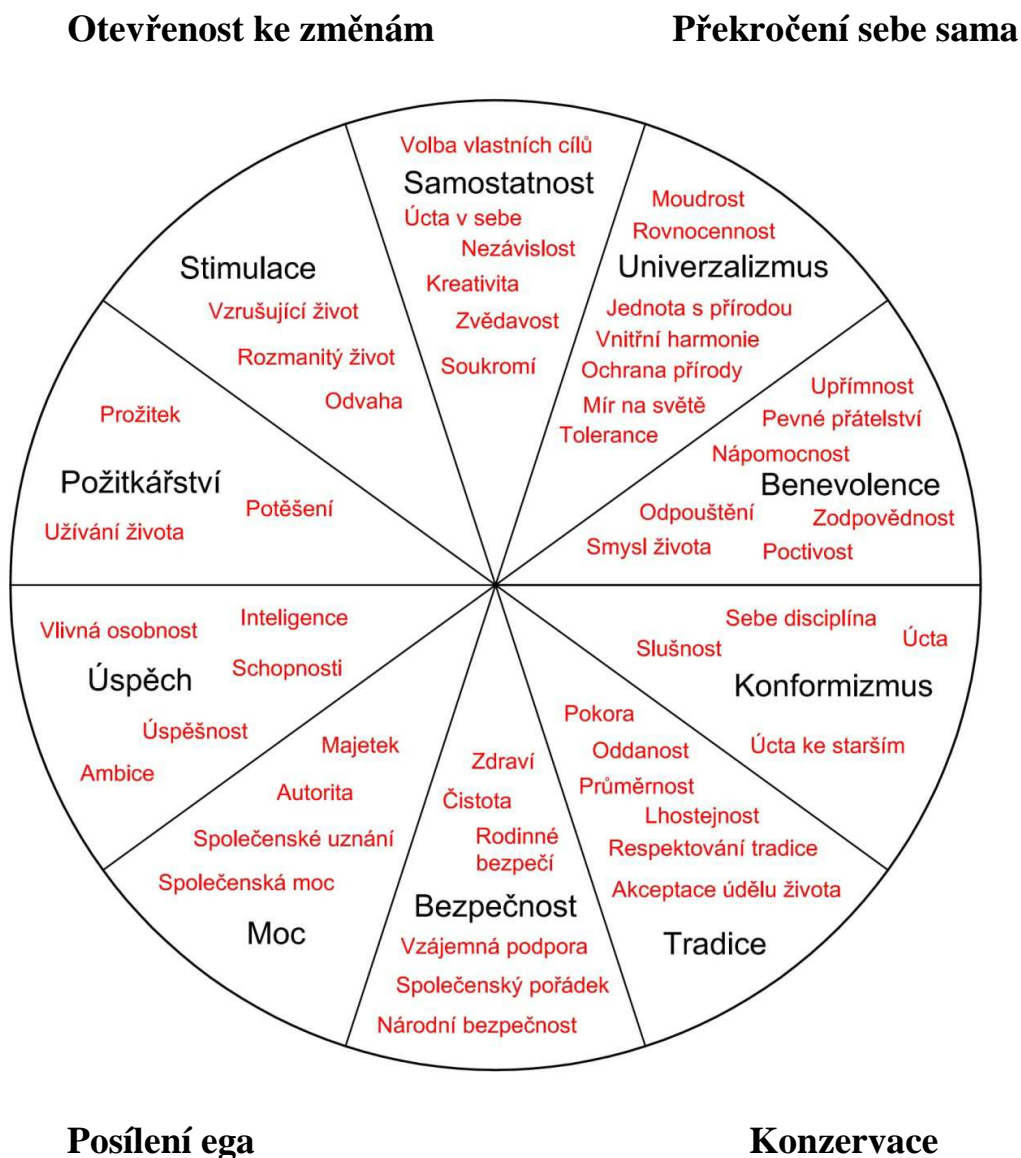 Otevřenost ke změnám
Překročení sebe sama
Volba vlastních cílů
Samostatnost
Úcta v sebe
Nezávislost
Kreativita
Zvědavost
Soukromí
Moudrost
Rovnocennost
Univerzalizmus
Jednota s přírodou
Vnitřní harmonie
Ochrana přírody
Mír na světě
Tolerance
Stimulace
Vzrušující život
Rozmanitý život
Odvaha
Upřímnost
Pevné přátelství
Nápomocnost
Benevolence
Odpouštění
Zodpovědnost
Smysl života
Poctivost
Prožitek
Požitkářství
Potěšení
Užívání života
Sebe disciplína
Úcta
Slušnost
Konformizmus
Úcta ke starším
Inteligence
Vlivná osobnost
Schopnosti
Úspěch
Úspěšnost
Ambice
Pokora
Oddanost
Průměrnost
Lhostejnost
Respektování tradice
Akceptace údělu života
Tradice
Majetek
Autorita
Společenské uznání
Společenská moc
Moc
Zdraví
Čistota
Rodinné
bezpečí
Bezpečnost
Vzájemná podpora
Společenský pořádek
Národní bezpečnost
Posílení ega
Konzervace